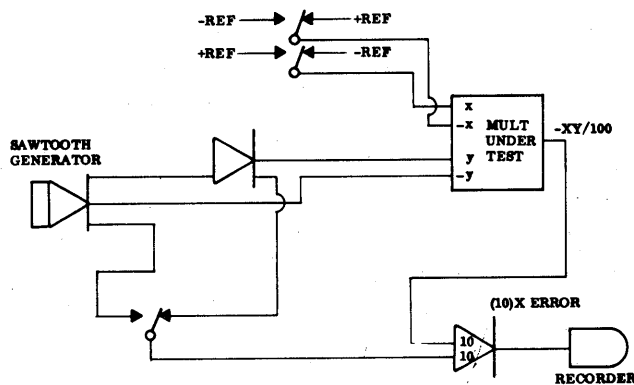 -REF +REF
+REF -REF
x
-x MULT
UNDER
y TEST
-y
-XY/100
SAWTOOTH
GENERATOR
(10)X ERROR
10
10
RECORDER